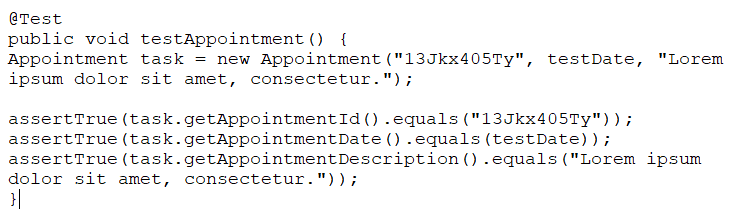 @Test
public void testAppointment() {
Appointment task = new Appointment("13Jkx405Ty", testDate, "Lorem
ipsum dolor sit amet, consectetur.");

assertTrue(task.getAppointmentId().equals("13Jkx405Ty"));
assertTrue(task.getAppointmentDate().equals(testDate));
assertTrue(task.getAppointmentDescription().equals("Lorem ipsum
dolor sit amet, consectetur."));
}